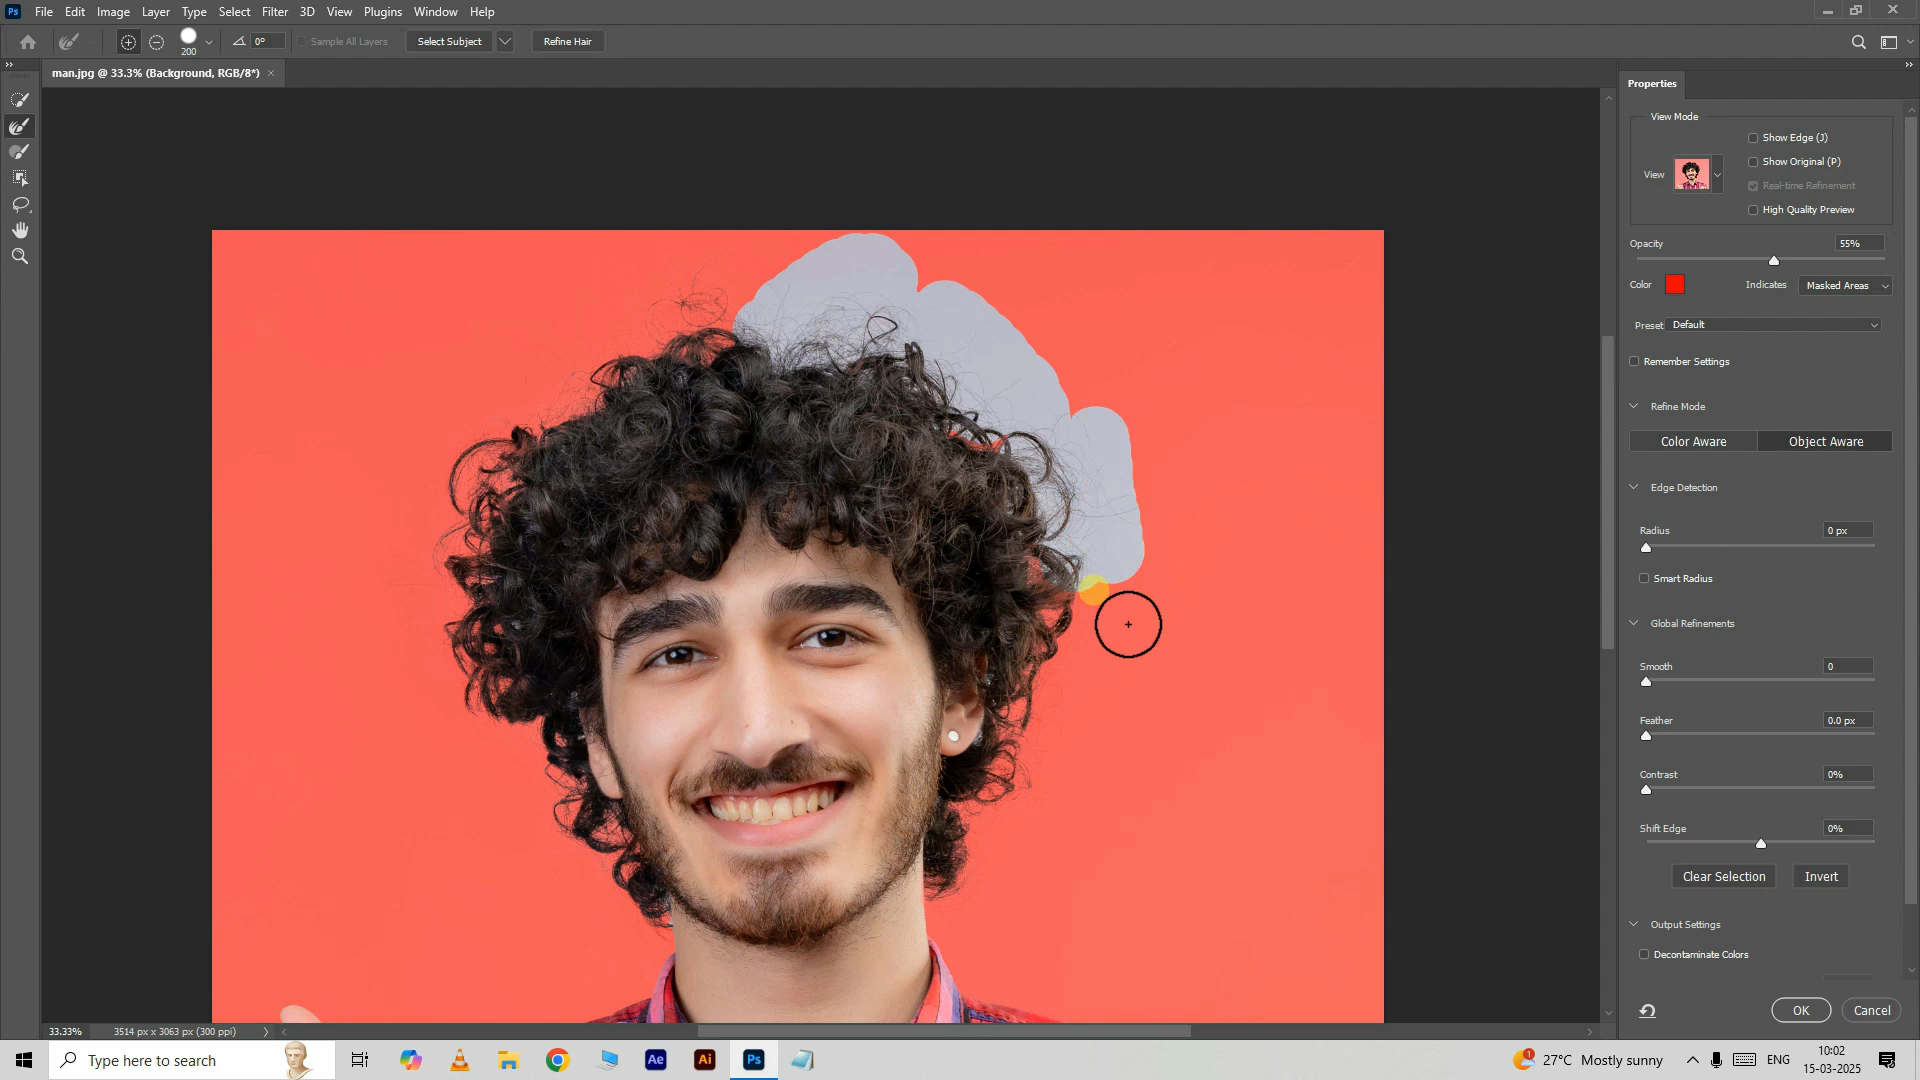 Ps File Edit Image Layer Type Select Filter 3D View Plugins Window Help
200 0° Sample All Layers Select Subject Refine Hair
man.jpg @ 33.3% (Background, RGB/8*) ×
Properties
View Mode
Show Edge (J)
Show Original (P)
View
Real-time Refinement
High Quality Preview
Opacity 55%
Color Indicates Masked Areas
Preset Default
Remember Settings
Refine Mode
Color Aware Object Aware
Edge Detection
Radius 0 px
Smart Radius
Global Refinements
Smooth 0
Feather 0.0 px
Contrast 0%
Shift Edge 0%
Clear Selection Invert
Output Settings
Decontaminate Colors
OK Cancel
33.33% 3514 px x 3063 px (300 ppi)
Type here to search Ae Ai Ps 1 27°C Mostly sunny ENG 10:02
15-03-2025